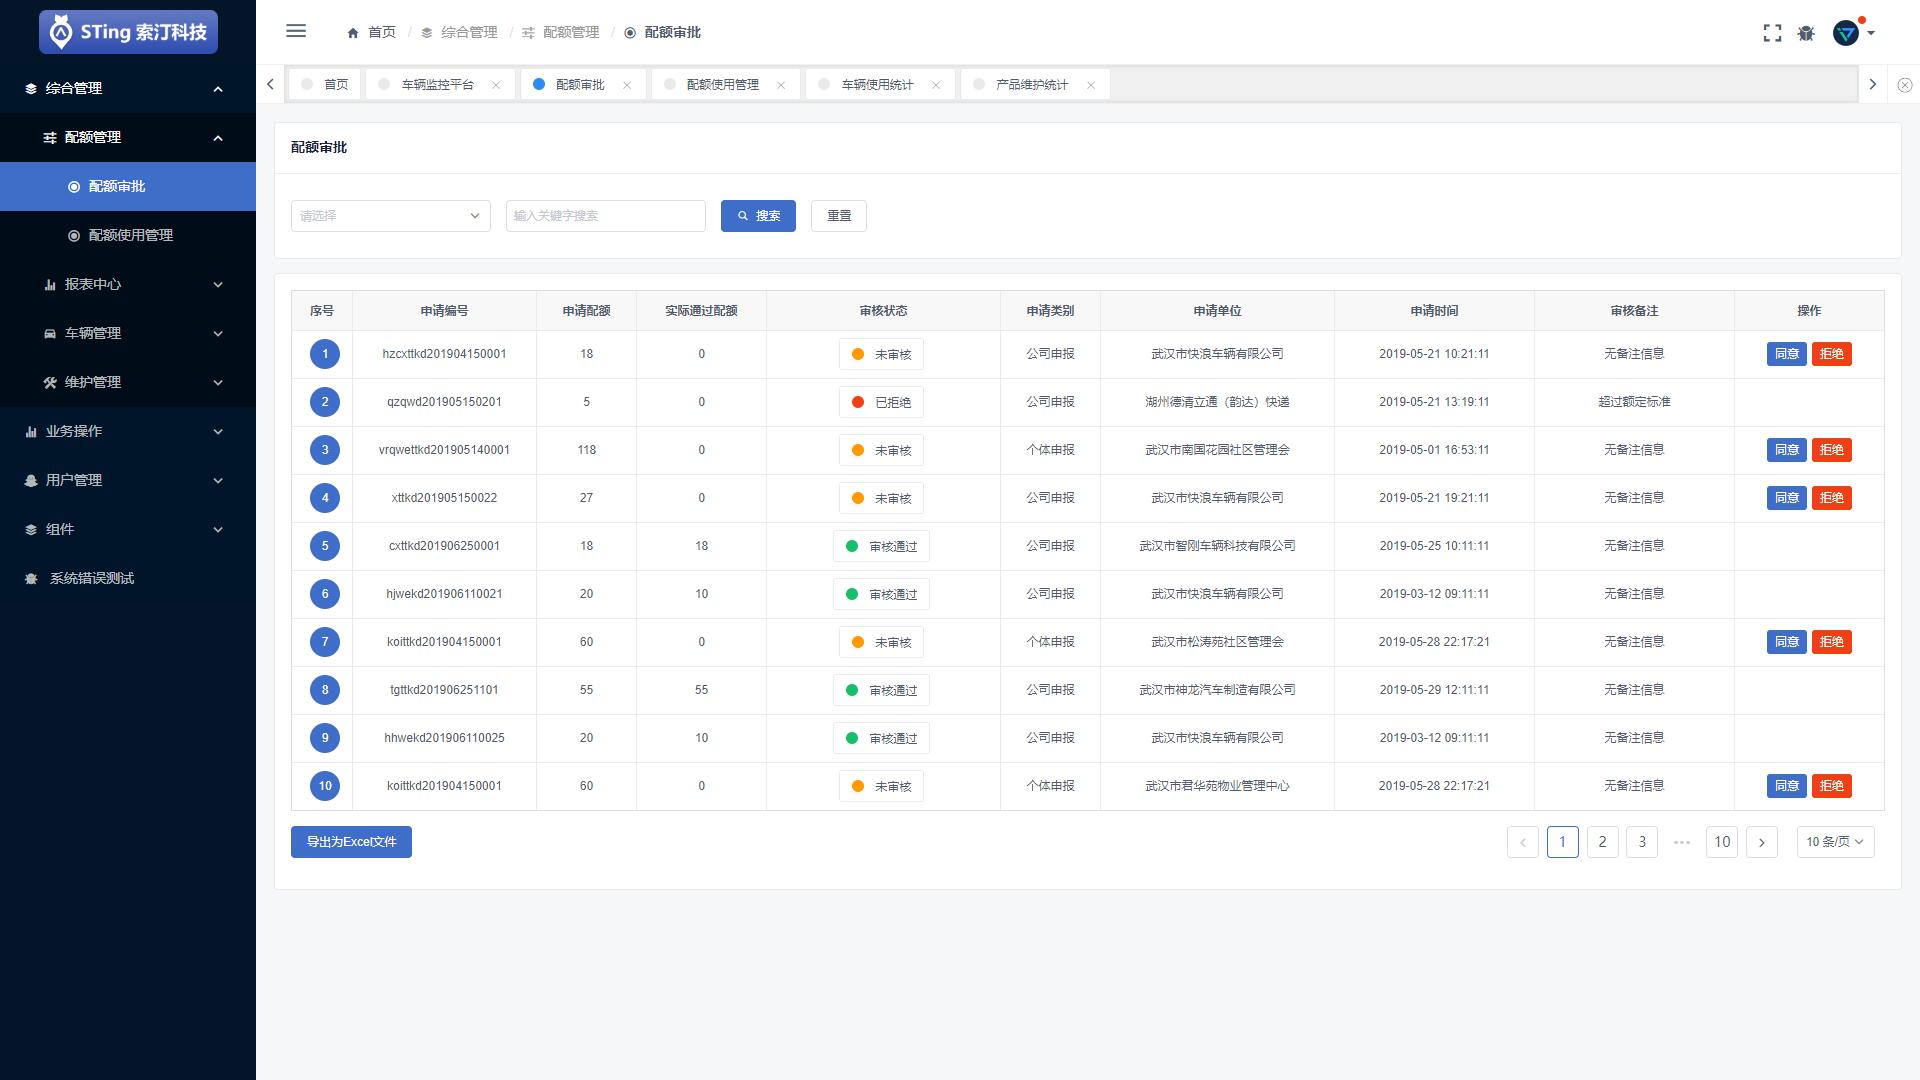 STing 索汀科技
首页 / 综合管理 / 配额管理 / 配额审批
首页 车辆监控平台 配额审批 配额使用管理 车辆使用统计 产品维护统计
综合管理
配额管理
配额审批
配额使用管理
报表中心
车辆管理
维护管理
业务操作
用户管理
组件
系统错误测试
配额审批
请选择 输入关键字搜索 搜索 重置
序号 申请编号 申请配额 实际通过配额 审核状态 申请类别 申请单位 申请时间 审核备注 操作
1 hzcxttkd201904150001 18 0 未审核 公司申报 武汉市快浪车辆有限公司 2019-05-21 10:21:11 无备注信息 同意 拒绝
2 qzqwd201905150201 5 0 已拒绝 公司申报 湖州德清立通（韵达）快递 2019-05-21 13:19:11 超过额定标准
3 vrqwettkd201905140001 118 0 未审核 个体申报 武汉市南国花园社区管理会 2019-05-01 16:53:11 无备注信息 同意 拒绝
4 xttkd201905150022 27 0 未审核 公司申报 武汉市快浪车辆有限公司 2019-05-21 19:21:11 无备注信息 同意 拒绝
5 cxttkd201906250001 18 18 审核通过 公司申报 武汉市智刚车辆科技有限公司 2019-05-25 10:11:11 无备注信息
6 hjwekd201906110021 20 10 审核通过 公司申报 武汉市快浪车辆有限公司 2019-03-12 09:11:11 无备注信息
7 koittkd201904150001 60 0 未审核 个体申报 武汉市松涛苑社区管理会 2019-05-28 22:17:21 无备注信息 同意 拒绝
8 tgttkd201906251101 55 55 审核通过 公司申报 武汉市神龙汽车制造有限公司 2019-05-29 12:11:11 无备注信息
9 hhwekd201906110025 20 10 审核通过 公司申报 武汉市快浪车辆有限公司 2019-03-12 09:11:11 无备注信息
10 koittkd201904150001 60 0 未审核 个体申报 武汉市君华苑物业管理中心 2019-05-28 22:17:21 无备注信息 同意 拒绝
导出为Excel文件 1 2 3 ••• 10 10 条/页